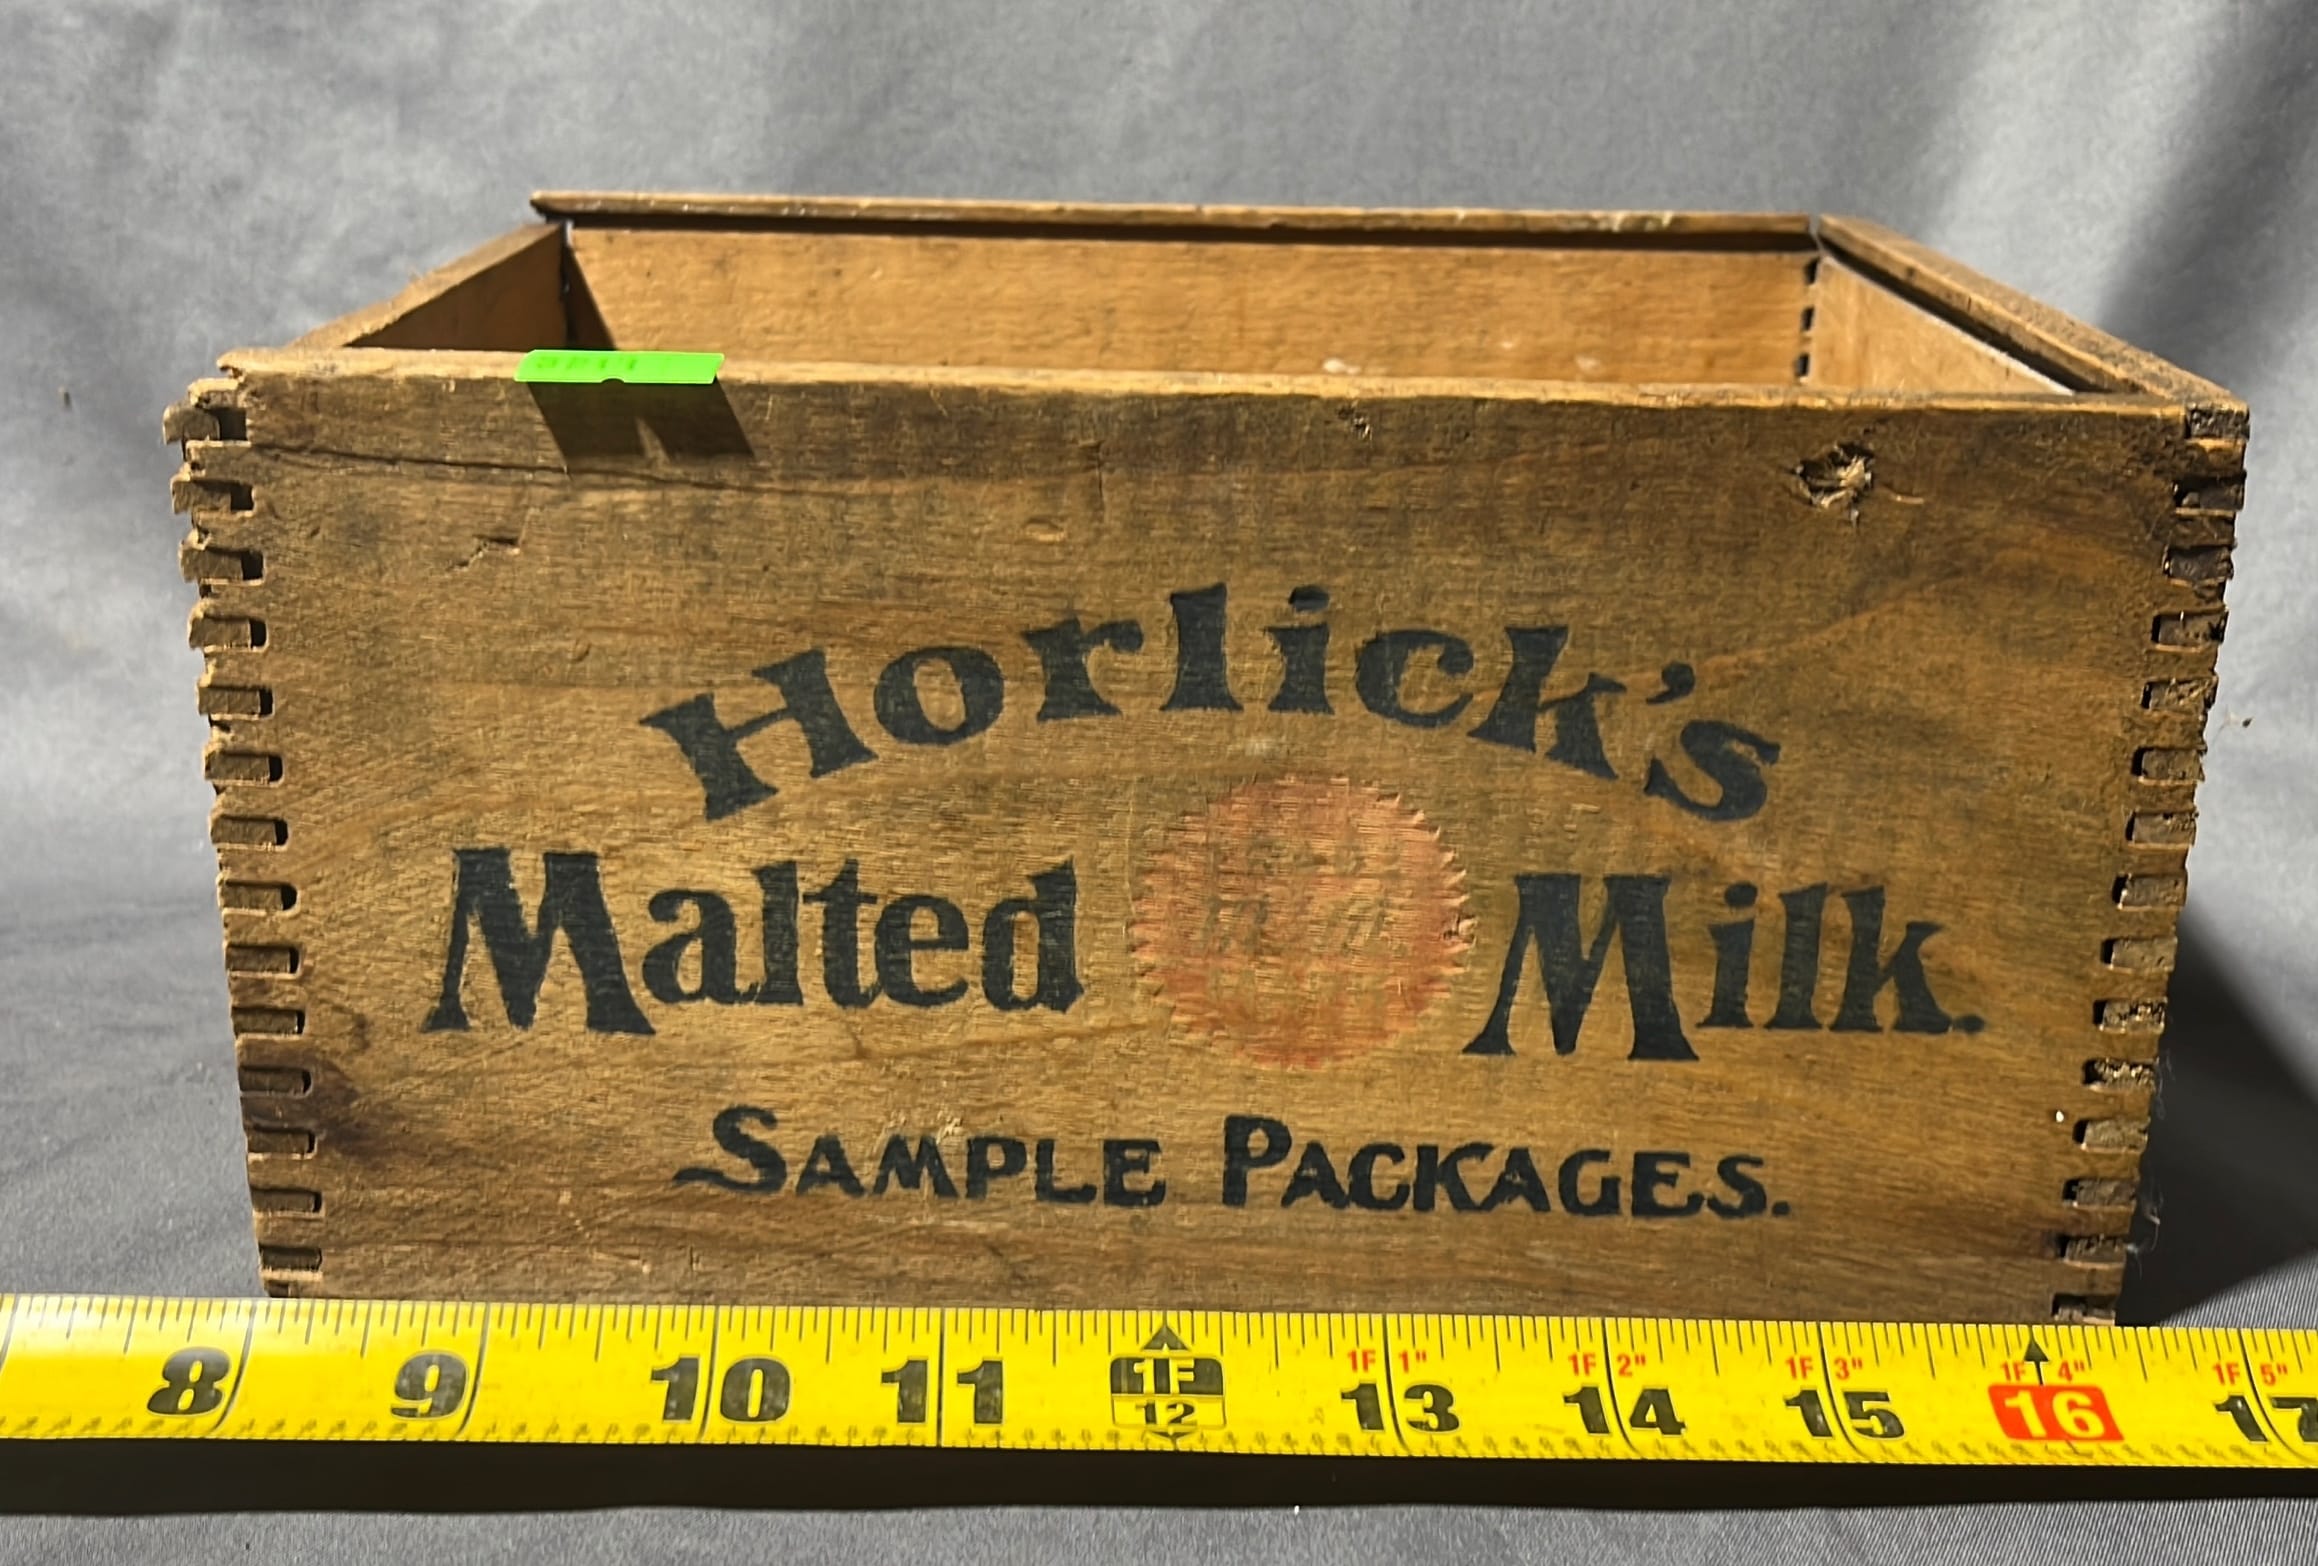 Horlick's
Malted Milk.
SAMPLE PACKAGES.
1F 1" 1F 2" 1F 3" 1F 4" 1F 5"
8 9 10 11 1F 12 13 14 15 16 17